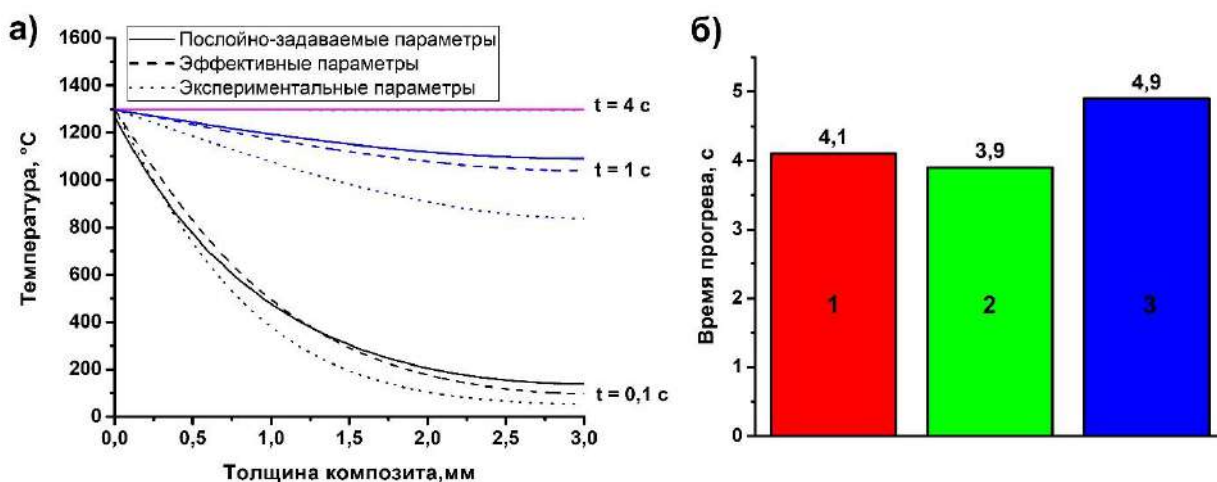 а)
1600
1400
1300
1200
1000
800
600
400
200
0
Температура, °C
Послойно-задаваемые параметры
Эффективные параметры
Экспериментальные параметры
t = 4 с
t = 1 с
t = 0,1 с
0,0 0,5 1,0 1,5 2,0 2,5 3,0
Толщина композита,мм
б)
Время прогрева, с
5
4
3
2
1
0
4,1
3,9
4,9
1
2
3